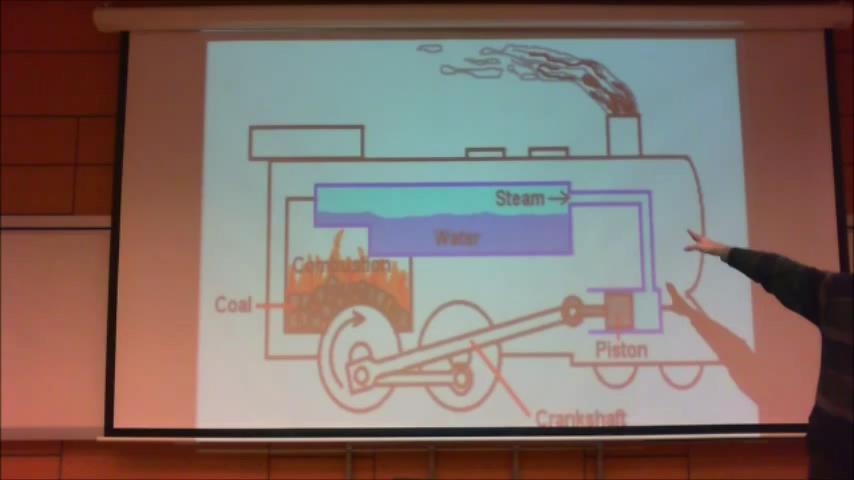 Steam
Water
Combustion
Coal
Piston
Crankshaft